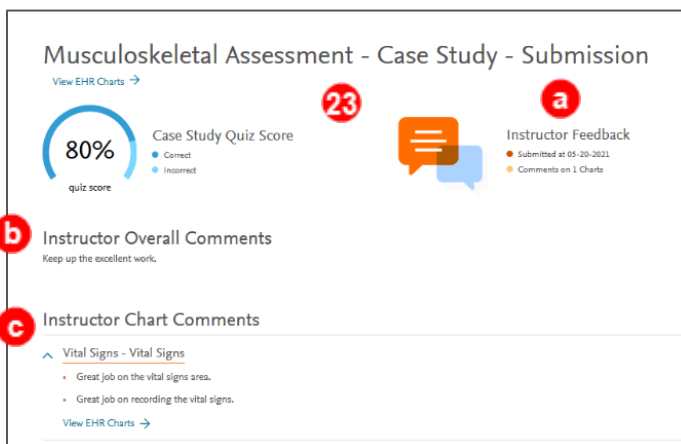 Musculoskeletal Assessment - Case Study - Submission
View EHR Charts →
23
a
80%
quiz score
Case Study Quiz Score
Correct
Incorrect
Instructor Feedback
Submitted at 05-20-2021
Comments on 1 Charts
b
Instructor Overall Comments
Keep up the excellent work.
c
Instructor Chart Comments
Vital Signs - Vital Signs
• Great job on the vital signs area.
• Great job on recording the vital signs.
View EHR Charts →